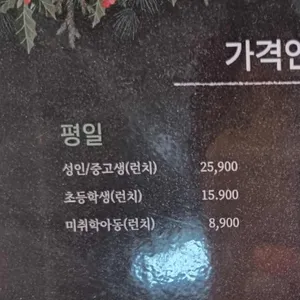 가격안
평일
성인/중고생(런치) 25,900
초등학생(런치) 15.900
미취학아동(런치) 8,900